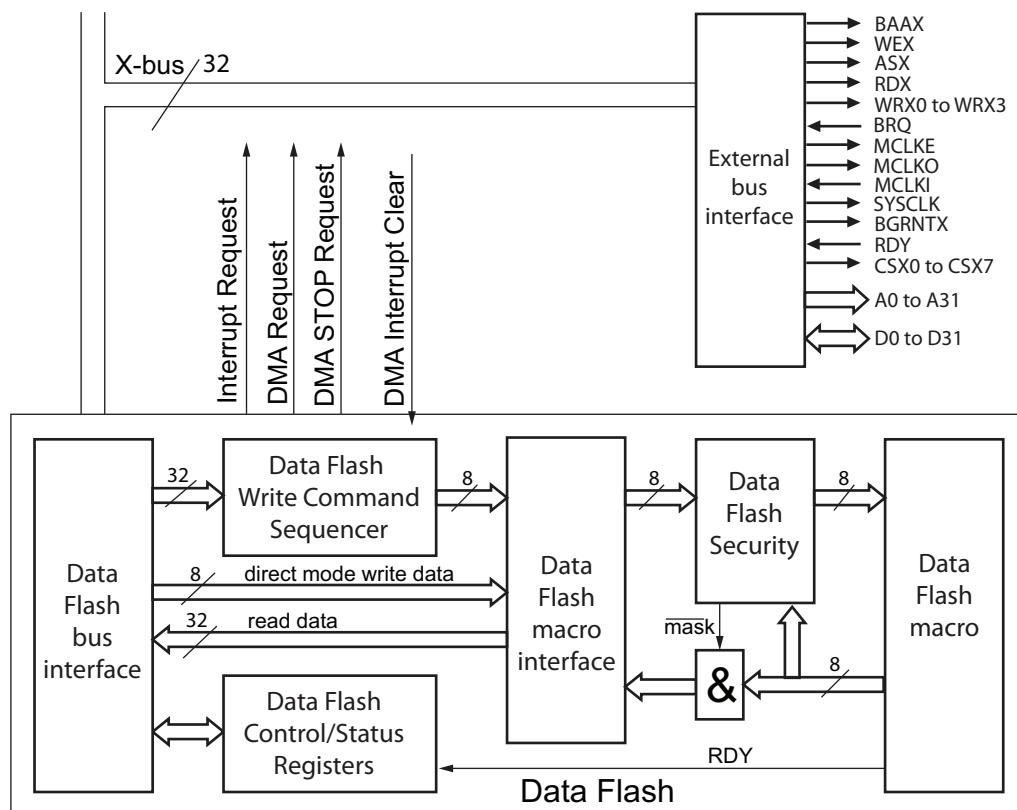 X-bus 32
BAAX
WEX
ASX
RDX
WRX0 to WRX3
BRQ
MCLKE
MCLKO
MCLKI
SYSCLK
BGRNTX
RDY
CSX0 to CSX7
A0 to A31
D0 to D31
External
bus
interface
Interrupt Request
DMA Request
DMA STOP Request
DMA Interrupt Clear
Data
Flash
bus
interface
32
Data Flash
Write Command
Sequencer
8
8 direct mode write data
32 read data
Data Flash
Control/Status
Registers
Data
Flash
macro
interface
8
Data
Flash
Security
8
mask
&
8
Data
Flash
macro
RDY
Data Flash